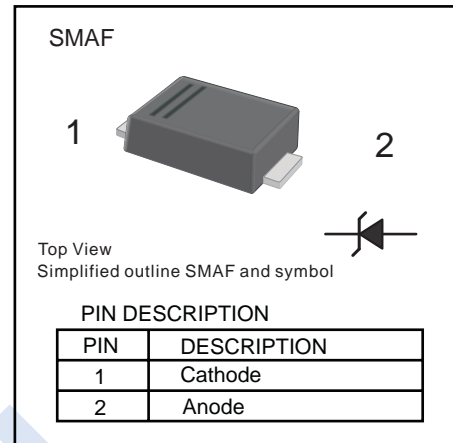 SMAF
1
2
Top View
Simplified outline SMAF and symbol
PIN DESCRIPTION
PIN DESCRIPTION
1 Cathode
2 Anode